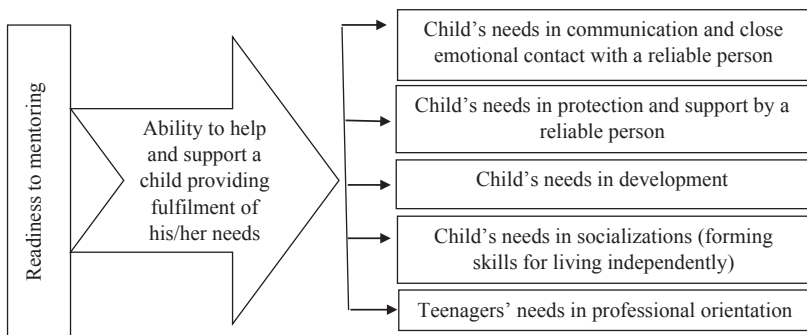 Readiness to mentoring
Ability to help
and support a
child providing
fulfilment of
his/her needs
Child’s needs in communication and close
emotional contact with a reliable person
Child’s needs in protection and support by a
reliable person
Child’s needs in development
Child’s needs in socializations (forming
skills for living independently)
Teenagers’ needs in professional orientation